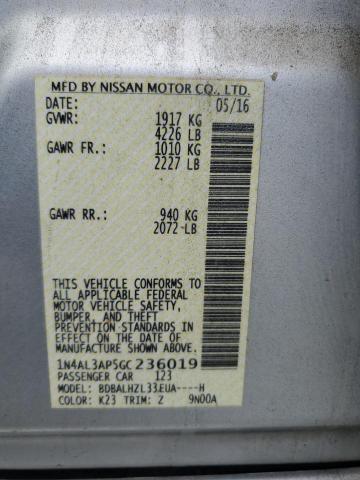 MFD BY NISSAN MOTOR CO., LTD.
DATE: 05/16
GVWR: 1917 KG
4226 LB
GAWR FR.: 1010 KG
2227 LB
GAWR RR.: 940 KG
2072 LB
THIS VEHICLE CONFORMS TO
ALL APPLICABLE FEDERAL
MOTOR VEHICLE SAFETY,
BUMPER, AND THEFT
PREVENTION STANDARDS IN
EFFECT ON THE DATE OF
MANUFACTURE SHOWN ABOVE.
1N4AL3AP5GC236019
PASSENGER CAR 123
MODEL: BDBALHZL33EUA----H
COLOR: K23 TRIM: Z 9N00A